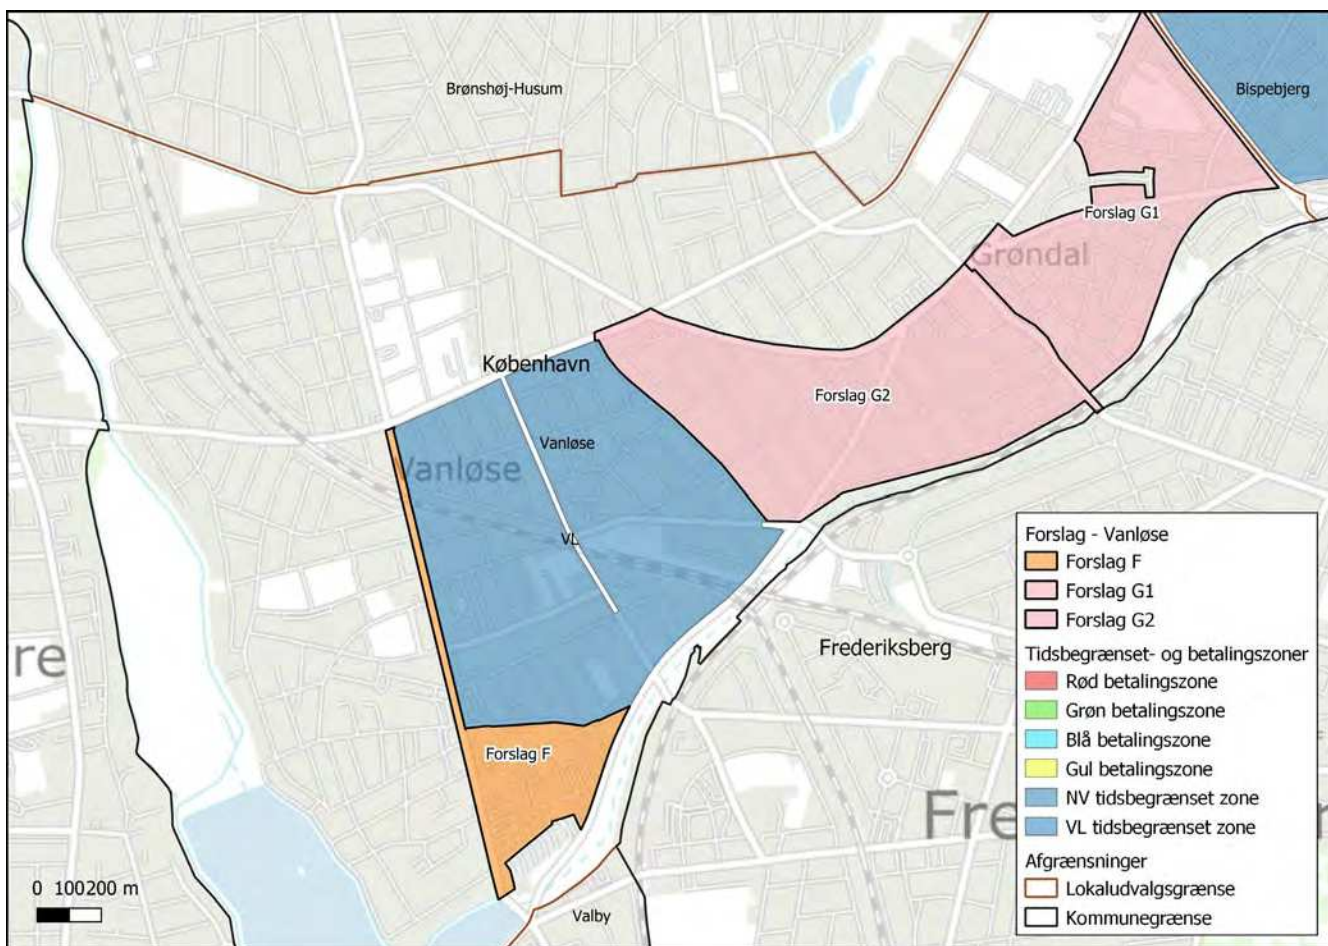 Brønshøj-Husum
Bispebjerg
Forslag G1
Grøndal
København
Forslag G2
Vanløse
Vanløse
VL
Frederiksberg
re
Forslag F
Fre
Valby
0 100200 m
Forslag - Vanløse
Forslag F
Forslag G1
Forslag G2
Tidsbegrænset- og betalingszoner
Rød betalingszone
Grøn betalingszone
Blå betalingszone
Gul betalingszone
NV tidsbegrænset zone
VL tidsbegrænset zone
Afgrænsninger
Lokaludvalgsgrænse
Kommunegrænse